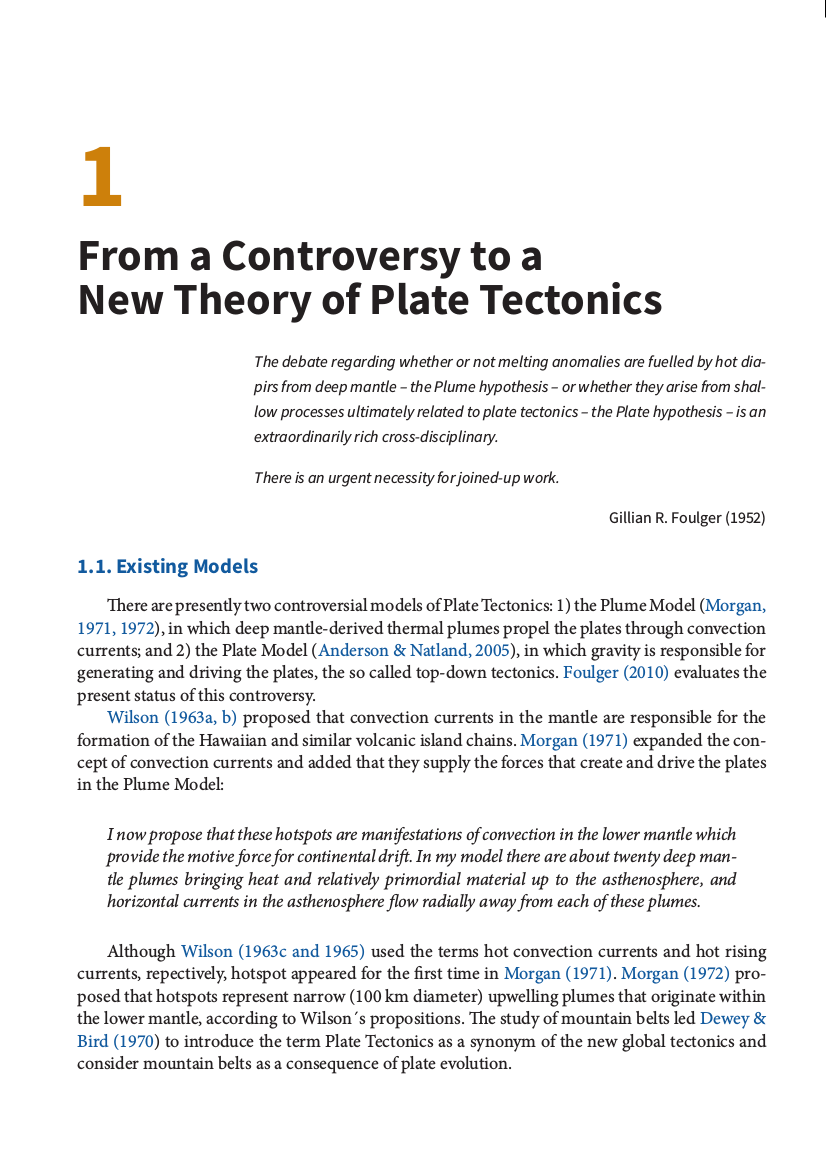 1
From a Controversy to a
New Theory of Plate Tectonics
The debate regarding whether or not melting anomalies are fuelled by hot dia-
pirs from deep mantle – the Plume hypothesis – or whether they arise from shal-
low processes ultimately related to plate tectonics – the Plate hypothesis – is an
extraordinarily rich cross-disciplinary.
There is an urgent necessity for joined-up work.
Gillian R. Foulger (1952)
1.1. Existing Models
There are presently two controversial models of Plate Tectonics: 1) the Plume Model (Morgan,
1971, 1972), in which deep mantle-derived thermal plumes propel the plates through convection
currents; and 2) the Plate Model (Anderson & Natland, 2005), in which gravity is responsible for
generating and driving the plates, the so called top-down tectonics. Foulger (2010) evaluates the
present status of this controversy.
Wilson (1963a, b) proposed that convection currents in the mantle are responsible for the
formation of the Hawaiian and similar volcanic island chains. Morgan (1971) expanded the con-
cept of convection currents and added that they supply the forces that create and drive the plates
in the Plume Model:
I now propose that these hotspots are manifestations of convection in the lower mantle which
provide the motive force for continental drift. In my model there are about twenty deep man-
tle plumes bringing heat and relatively primordial material up to the asthenosphere, and
horizontal currents in the asthenosphere flow radially away from each of these plumes.
Although Wilson (1963c and 1965) used the terms hot convection currents and hot rising
currents, repectively, hotspot appeared for the first time in Morgan (1971). Morgan (1972) pro-
posed that hotspots represent narrow (100 km diameter) upwelling plumes that originate within
the lower mantle, according to Wilson´s propositions. The study of mountain belts led Dewey &
Bird (1970) to introduce the term Plate Tectonics as a synonym of the new global tectonics and
consider mountain belts as a consequence of plate evolution.